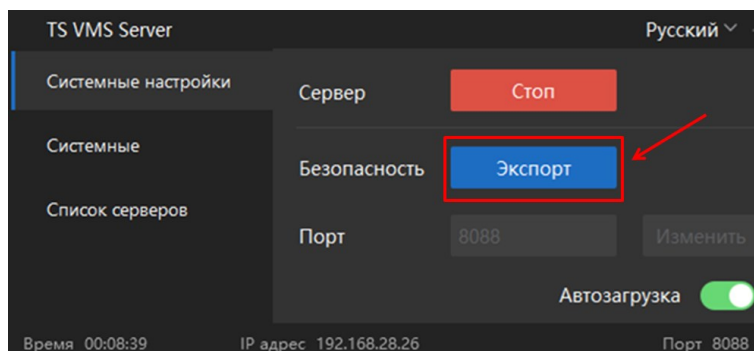 TS VMS Server Русский
Системные настройки
Сервер Стоп
Системные
Безопасность Экспорт
Список серверов
Порт 8088 Изменить
Автозагрузка
Время 00:08:39 IP адрес 192.168.28.26 Порт 8088